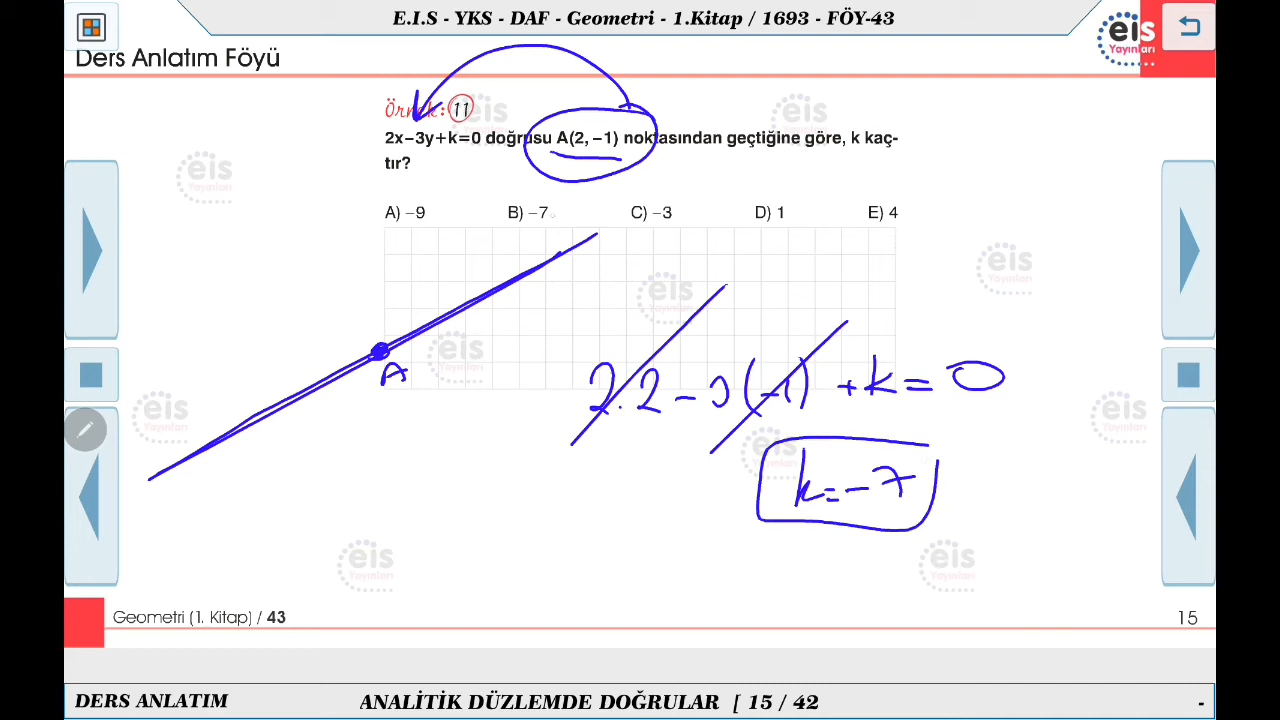 E.I.S - YKS - DAF - Geometri - 1.Kitap / 1693 - FÖY-43
eis
Yayınları
Ders Anlatım Föyü
Örnek: 11
2x−3y+k=0 doğrusu A(2, −1) noktasından geçtiğine göre, k kaç-
tır?
A) −9 B) −7 C) −3 D) 1 E) 4
A
2.2 − 3(−1) + k = 0
k = −7
Geometri (1. Kitap) / 43
15
DERS ANLATIM
ANALİTİK DÜZLEMDE DOĞRULAR [ 15 / 42
-